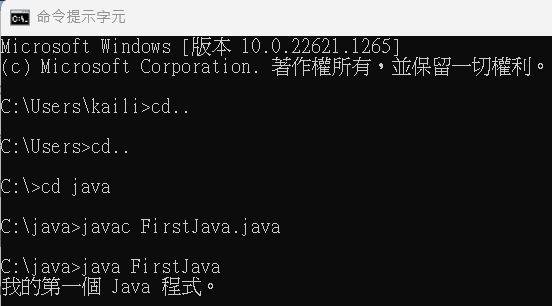 命令提示字元
Microsoft Windows [版本 10.0.22621.1265]
(c) Microsoft Corporation. 著作權所有，並保留一切權利。
C:\Users\kaili>cd..
C:\Users>cd..
C:\>cd java
C:\java>javac FirstJava.java
C:\java>java FirstJava
我的第一個 Java 程式。